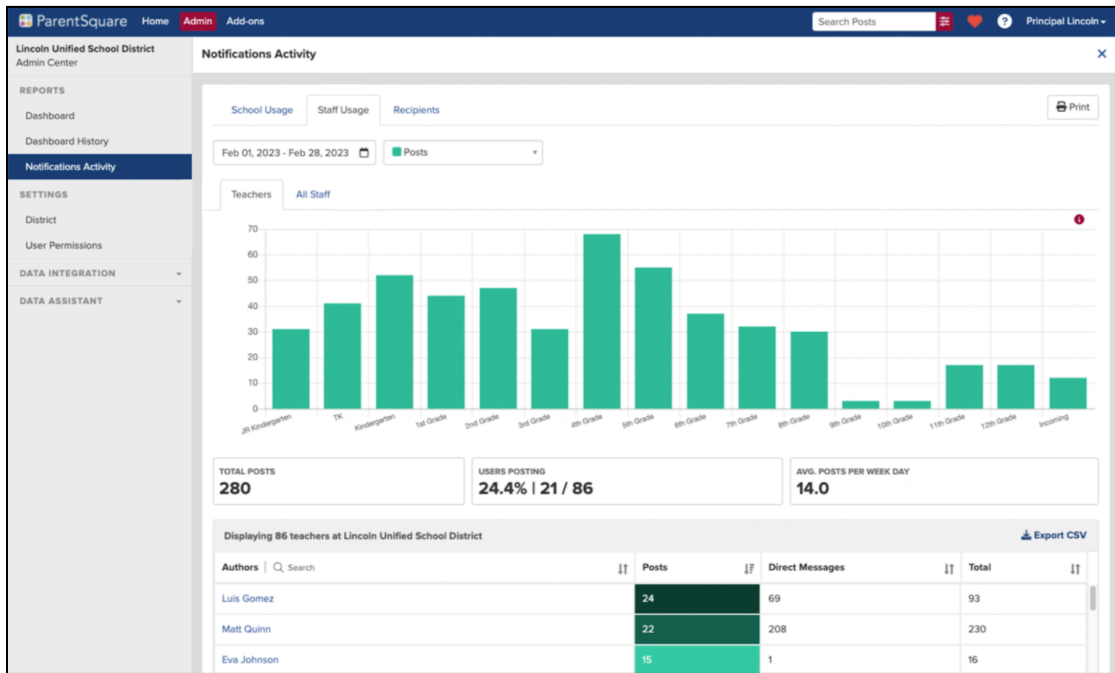 ParentSquare Home Admin Add-ons Search Posts ? Principal Lincoln
Lincoln Unified School District
Admin Center
REPORTS
Dashboard
Dashboard History
Notifications Activity
SETTINGS
District
User Permissions
DATA INTEGRATION
DATA ASSISTANT
Notifications Activity
School Usage Staff Usage Recipients Print
Feb 01, 2023 - Feb 28, 2023 Posts
Teachers All Staff
70
60
50
40
30
20
10
0
JR Kindergarten TK Kindergarten 1st Grade 2nd Grade 3rd Grade 4th Grade 5th Grade 6th Grade 7th Grade 8th Grade 9th Grade 10th Grade 11th Grade 12th Grade Incoming
TOTAL POSTS USERS POSTING AVG. POSTS PER WEEK DAY
280 24.4% | 21 / 86 14.0
Displaying 86 teachers at Lincoln Unified School District Export CSV
Authors | Search Posts Direct Messages Total
Luis Gomez 24 69 93
Matt Quinn 22 208 230
Eva Johnson 15 1 16